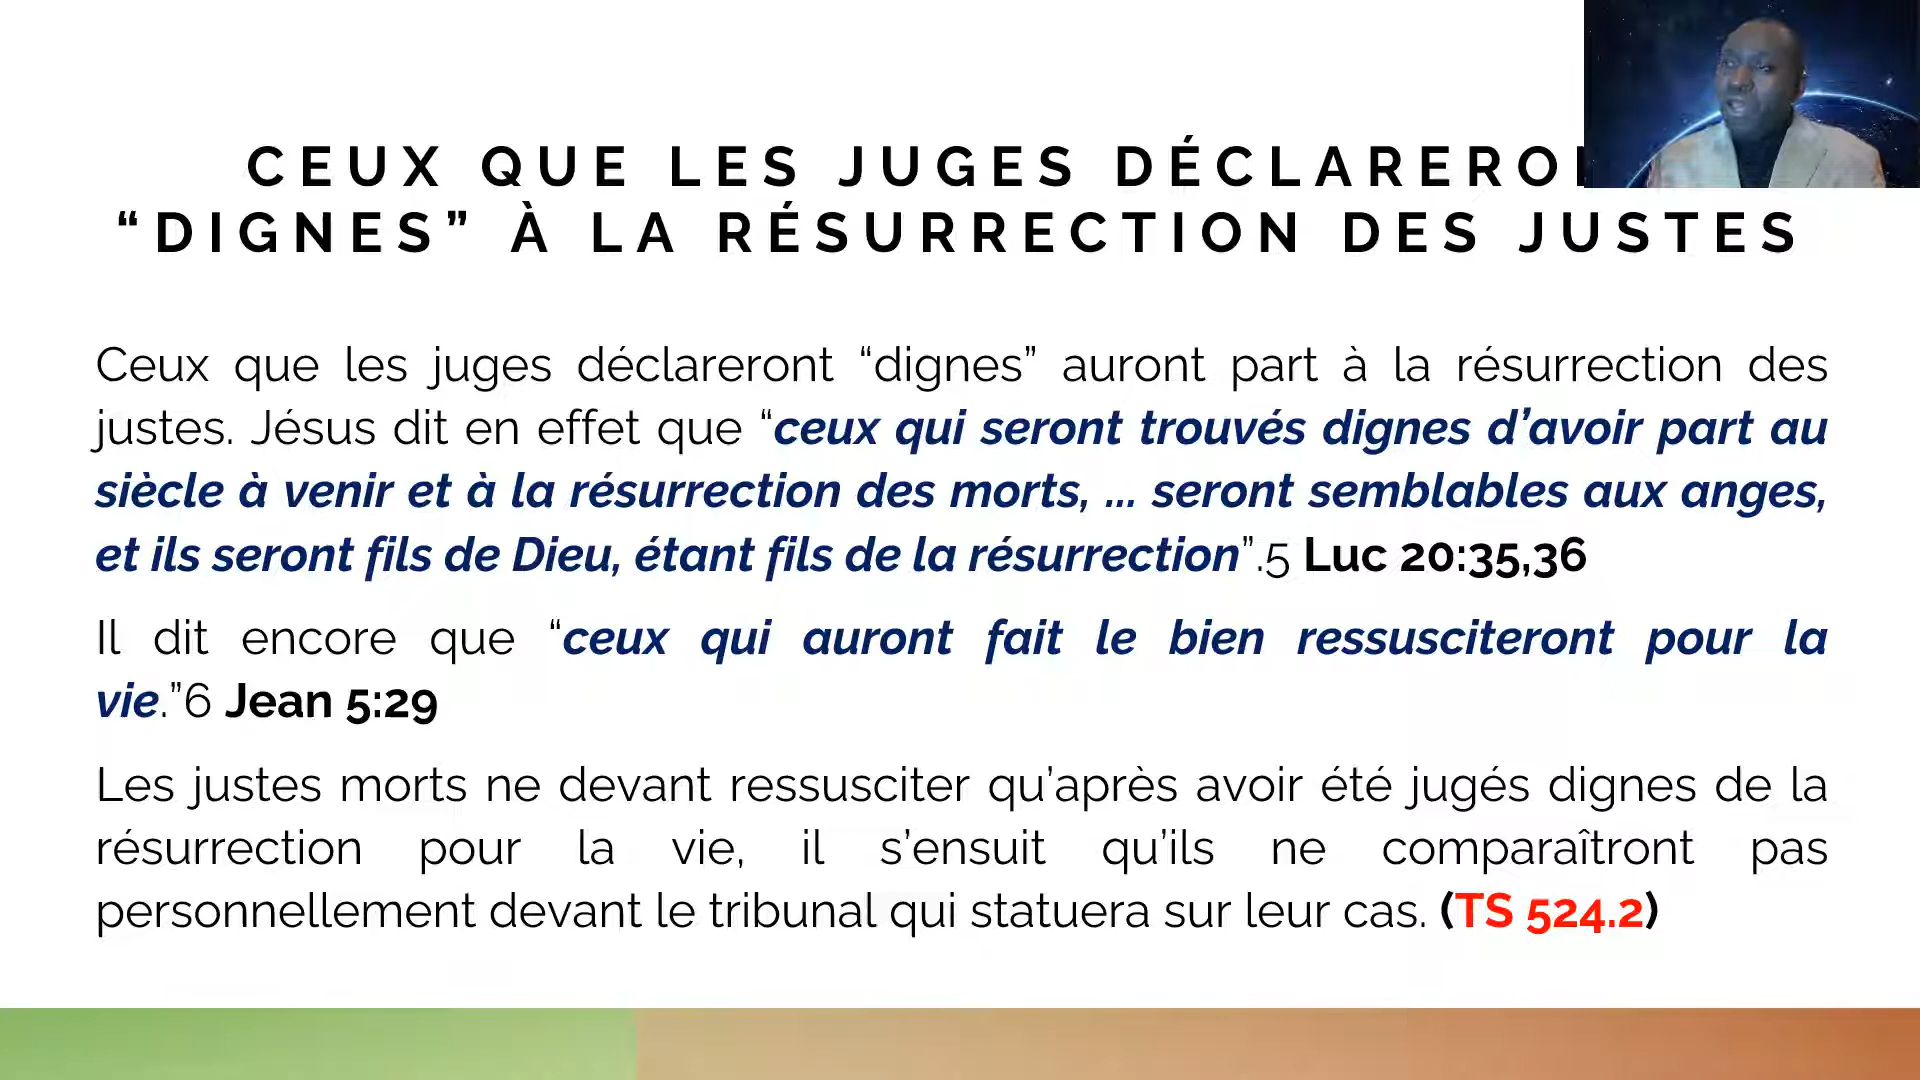 CEUX QUE LES JUGES
“DIGNES” À LA RÉSURRECTION DES JUSTES
Ceux que les juges déclareront “dignes” auront part à la résurrection des
justes. Jésus dit en effet que “ceux qui seront trouvés dignes d’avoir part au
siècle à venir et à la résurrection des morts, ... seront semblables aux anges,
et ils seront fils de Dieu, étant fils de la résurrection”.5 Luc 20:35,36
Il dit encore que “ceux qui auront fait le bien ressusciteront pour la
vie.”6 Jean 5:29
Les justes morts ne devant ressusciter qu’après avoir été jugés dignes de la
résurrection pour la vie, il s’ensuit qu’ils ne comparaîtront pas
personnellement devant le tribunal qui statuera sur leur cas. (TS 524.2)